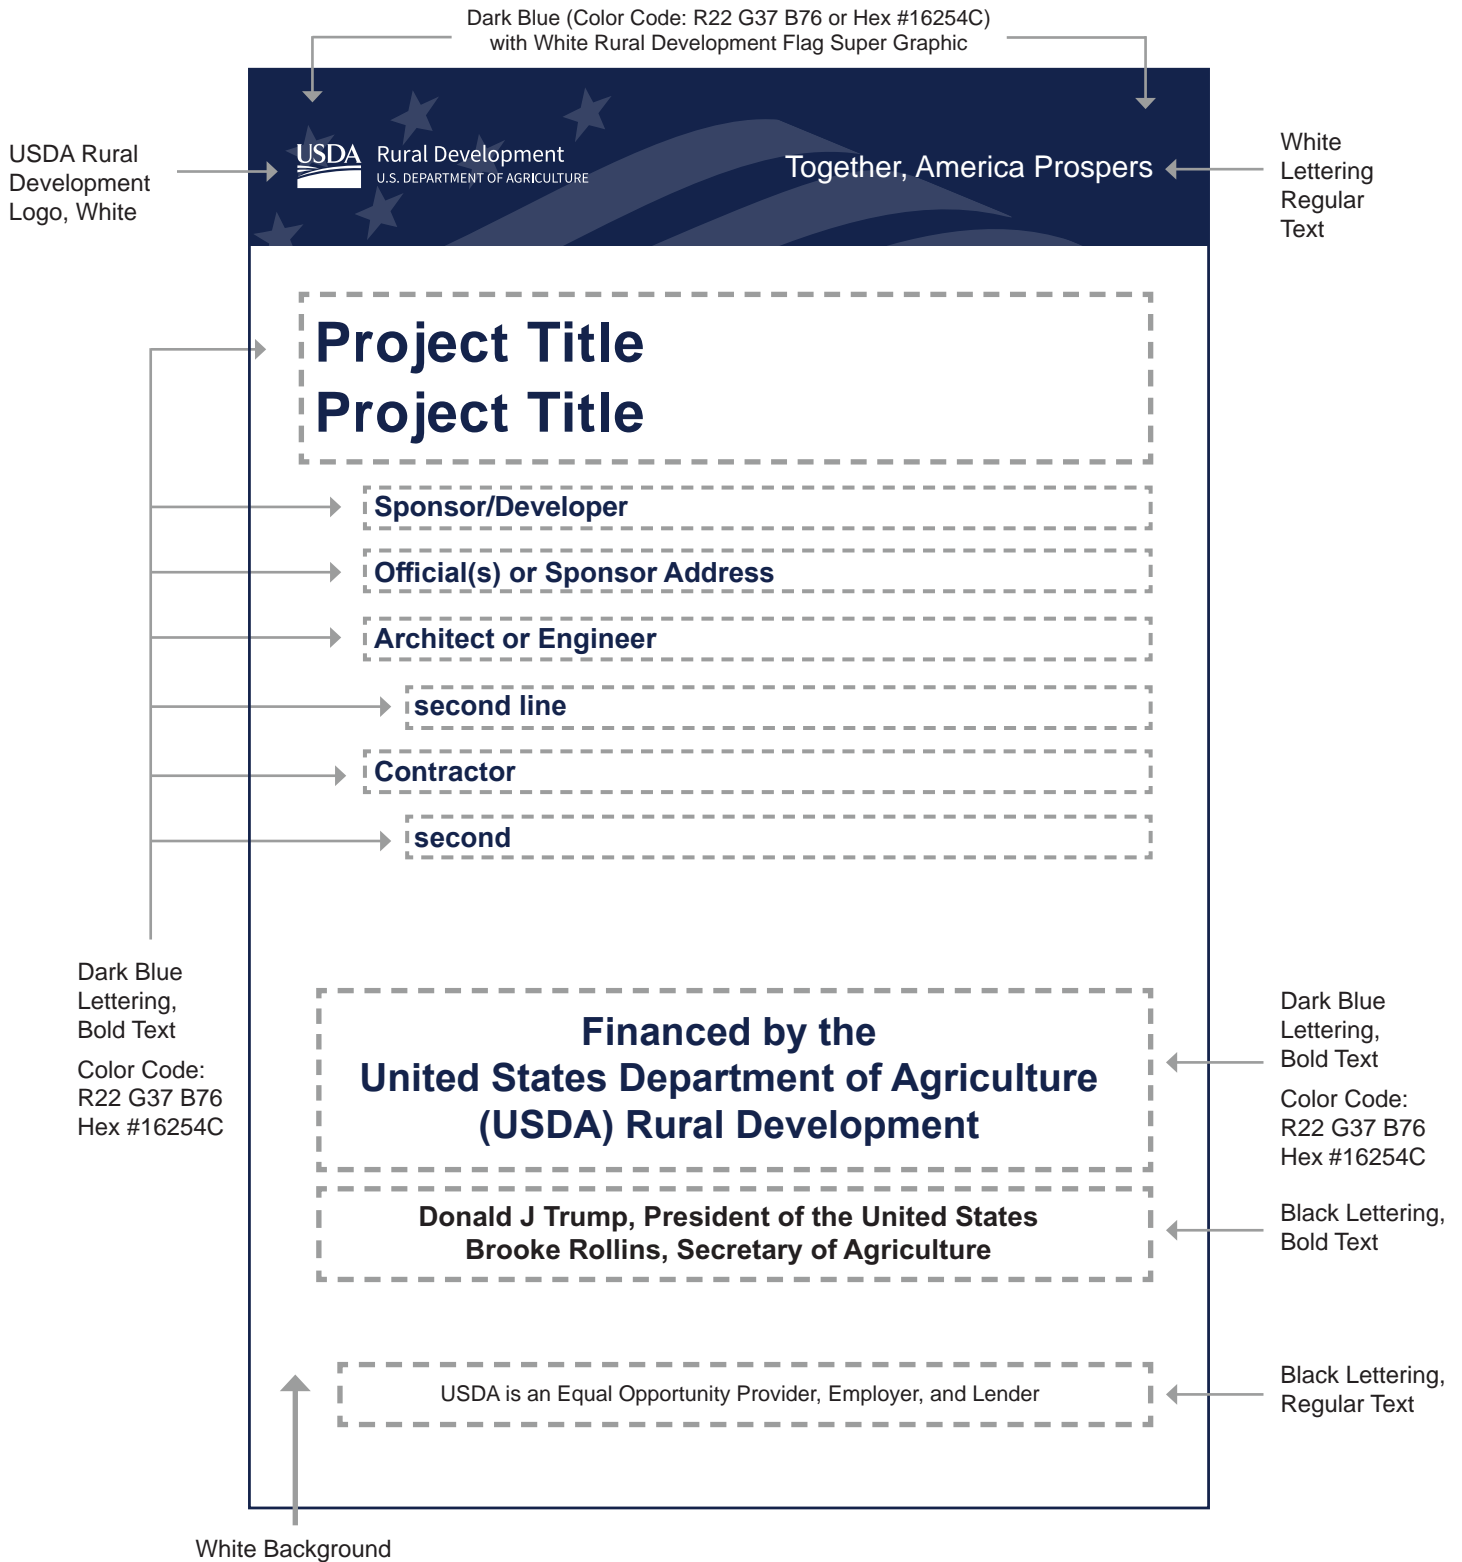 Dark Blue (Color Code: R22 G37 B76 or Hex #16254C)
with White Rural Development Flag Super Graphic
USDA Rural
Development
Logo, White
USDA
Rural Development
U.S. DEPARTMENT OF AGRICULTURE
Together, America Prospers
White
Lettering
Regular
Text
Project Title
Project Title
Sponsor/Developer
Official(s) or Sponsor Address
Architect or Engineer
second line
Contractor
second
Dark Blue
Lettering,
Bold Text
Color Code:
R22 G37 B76
Hex #16254C
Financed by the
United States Department of Agriculture
(USDA) Rural Development
Dark Blue
Lettering,
Bold Text
Color Code:
R22 G37 B76
Hex #16254C
Donald J Trump, President of the United States
Brooke Rollins, Secretary of Agriculture
Black Lettering,
Bold Text
USDA is an Equal Opportunity Provider, Employer, and Lender
Black Lettering,
Regular Text
White Background